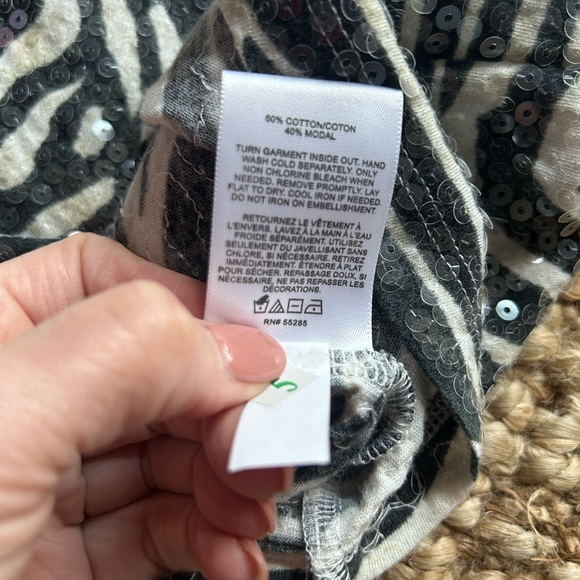 60% COTTON/COTON
40% MODAL
TURN GARMENT INSIDE OUT. HAND
WASH COLD SEPARATELY. ONLY
NON CHLORINE BLEACH WHEN
NEEDED. REMOVE PROMPTLY. LAY
FLAT TO DRY. COOL IRON IF NEEDED.
DO NOT IRON ON EMBELLISHMENT.
RETOURNEZ LE VÊTEMENT À
L'ENVERS. LAVEZ À LA MAIN À L'EAU
FROIDE SÉPARÉMENT. UTILISEZ
SEULEMENT DU JAVELLISANT SANS
CHLORE AU BESOIN. RETIREZ
IMMÉDIATEMENT. ÉTENDRE À PLAT
POUR SÉCHER. REPASSAGE DOUX, SI
NÉCESSAIRE, NE PAS REPASSER LES
DÉCORATIONS.
RN# 55285